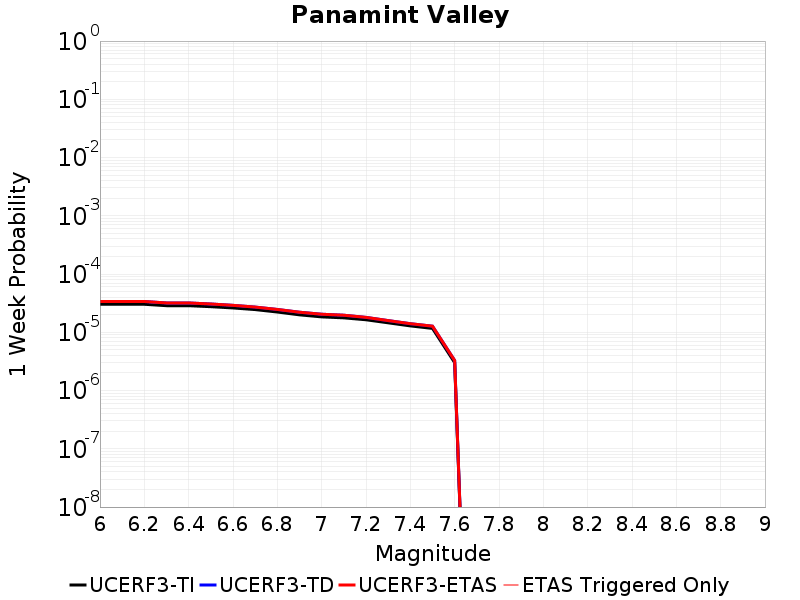 Panamint Valley
1 Week Probability
10^0
10^-1
10^-2
10^-3
10^-4
10^-5
10^-6
10^-7
10^-8
6 6.2 6.4 6.6 6.8 7 7.2 7.4 7.6 7.8 8 8.2 8.4 8.6 8.8 9
Magnitude
UCERF3-TI UCERF3-TD UCERF3-ETAS ETAS Triggered Only